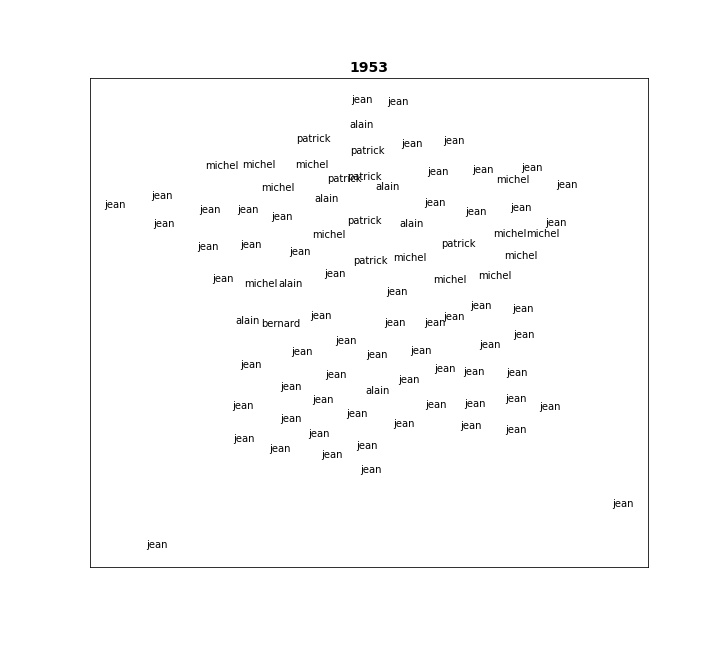 1953
jean jean
alain
patrick jean jean
patrick
michel michel michel jean jean jean
patrick patrick michel
michel alain jean
jean jean alain
jean jean jean jean jean
jean jean patrick alain jean
michel patrick michel michel
jean jean jean michel michel
patrick
jean michel alain jean michel michel
jean
jean jean
alain bernard jean jean jean jean
jean jean jean
jean jean jean
jean jean jean jean jean
jean alain jean
jean jean jean jean jean jean
jean jean
jean jean jean jean
jean jean jean
jean jean
jean
jean
jean